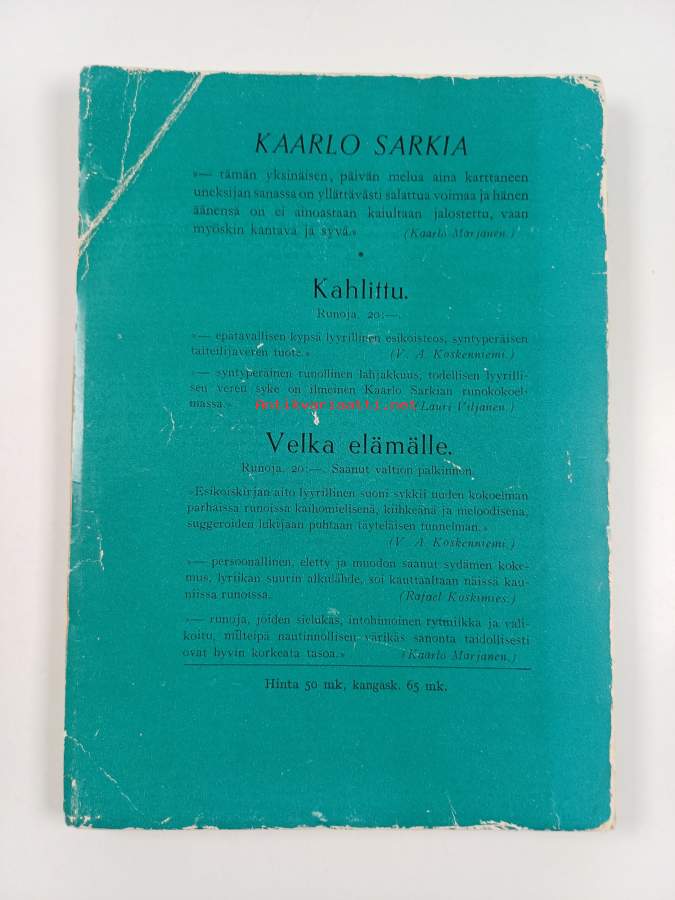 KAARLO SARKIA
»— tämän yksinäisen, päivän melua aina karttaneen
uneksijan sanassa on yllättävästi salattua voimaa ja hänen
äänensä on ei ainoastaan kaiultaan jalostettu, vaan
myöskin kantava ja syvä.» (Kaarlo Marjanen.)
•
Kahlittu.
Runoja. 20:—.
»— epätavallisen kypsä lyyrillinen esikoisteos, syntyperäisen
taiteilijaveren tuote.» (V. A. Koskenniemi.)
»— syntyperäinen runollinen lahjakkuus, todellisen lyyrilli-
sen veren syke on ilmeinen Kaarlo Sarkian runokokoel-
massa.» (Lauri Viljanen.)
Antikvariaatti.net
Velka elämälle.
Runoja. 20:—. Saanut valtion palkinnon.
»Esikoiskirjan aito lyyrillinen suoni sykkii uuden kokoelman
parhaissa runoissa kaihomielisenä, kiihkeänä ja meloodisena,
suggeroiden lukijaan puhtaan täyteläisen tunnelman.»
(V. A. Koskenniemi.)
»— persoonallinen, eletty ja muodon saanut sydämen koke-
mus, lyriikan suurin alkulähde, soi kauttaaltaan näissä kau-
niissa runoissa. (Rafael Koskimies.)
»— runoja, joiden sielukas, intohimoinen rytmiikka ja vali-
koitu, milteipä nautinnollisen värikäs sanonta taidollisesti
ovat hyvin korkeata tasoa.» (Kaarlo Marjanen.)
Hinta 50 mk, kangask. 65 mk.